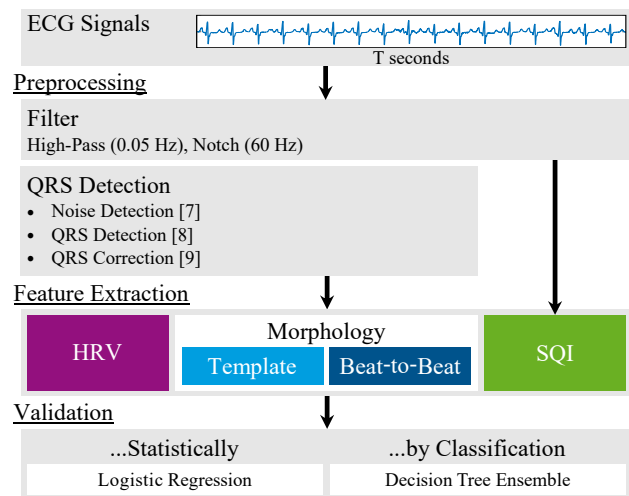 ECG Signals
T seconds
Preprocessing
Filter
High-Pass (0.05 Hz), Notch (60 Hz)
QRS Detection
• Noise Detection [7]
• QRS Detection [8]
• QRS Correction [9]
Feature Extraction
HRV
Morphology
Template
Beat-to-Beat
SQI
Validation
...Statistically
Logistic Regression
...by Classification
Decision Tree Ensemble